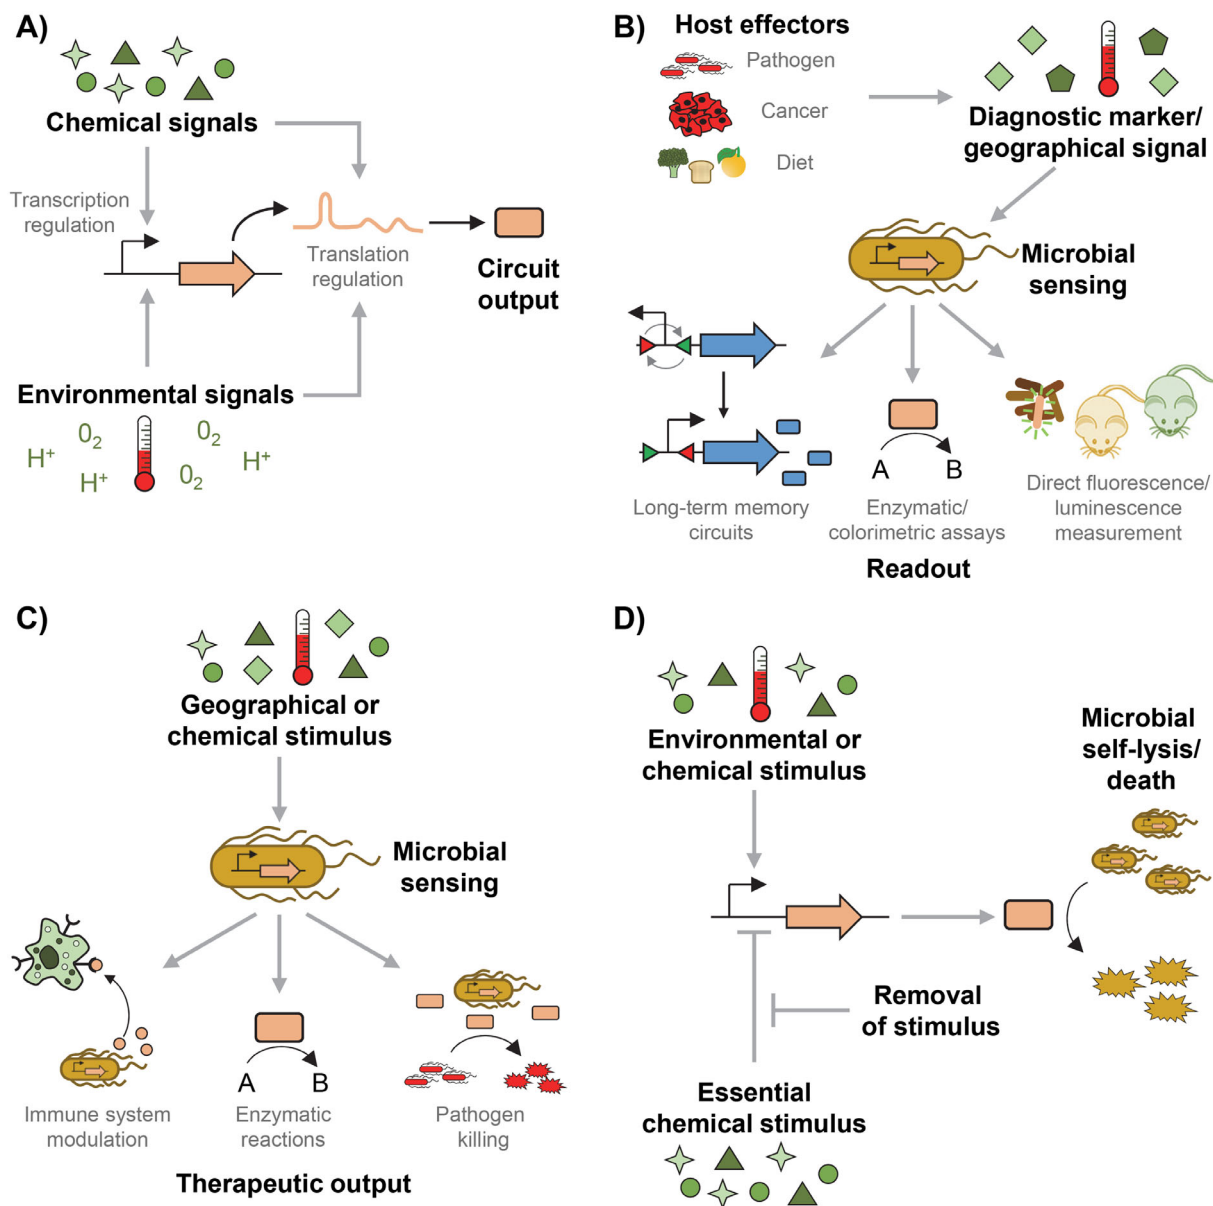 A)
Chemical signals
Transcription
regulation
Translation
regulation
Circuit
output
Environmental signals
0₂
0₂
H⁺
H⁺
0₂
H⁺
B)
Host effectors
Pathogen
Cancer
Diet
Diagnostic marker/
geographical signal
Microbial
sensing
A
B
Long-term memory
circuits
Enzymatic/
colorimetric assays
Direct fluorescence/
luminescence
measurement
Readout
C)
Geographical or
chemical stimulus
Microbial
sensing
A
B
Immune system
modulation
Enzymatic
reactions
Pathogen
killing
Therapeutic output
D)
Environmental or
chemical stimulus
Microbial
self-lysis/
death
Removal
of stimulus
Essential
chemical stimulus